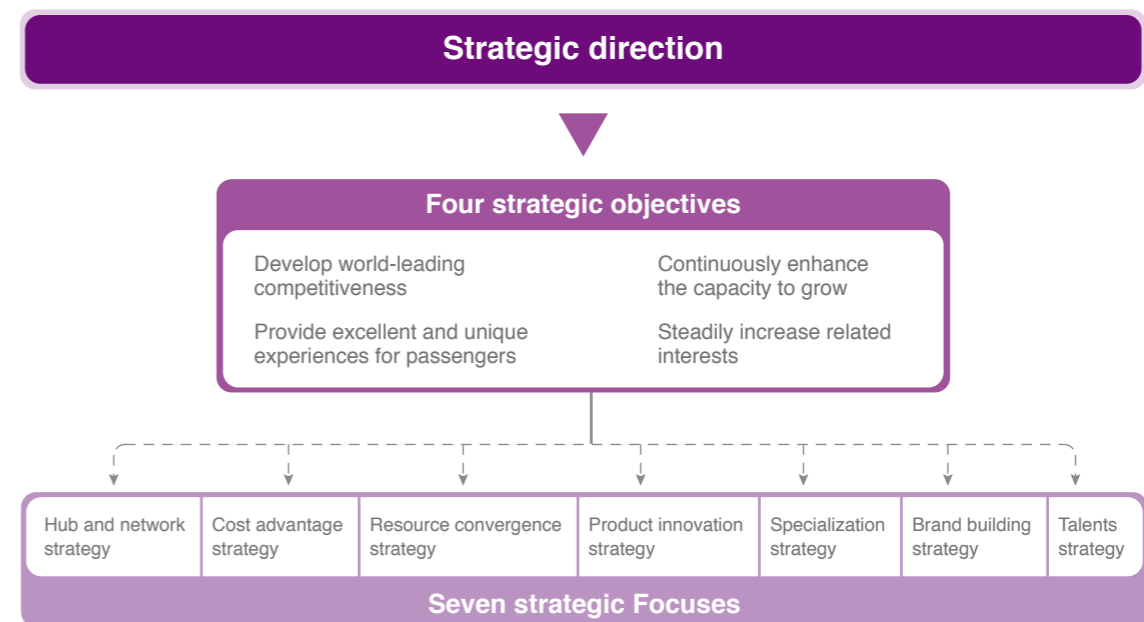 Strategic direction
Four strategic objectives
Develop world-leading
competitiveness
Continuously enhance
the capacity to grow
Provide excellent and unique
experiences for passengers
Steadily increase related
interests
Hub and network
strategy
Cost advantage
strategy
Resource convergence
strategy
Product innovation
strategy
Specialization
strategy
Brand building
strategy
Talents
strategy
Seven strategic Focuses